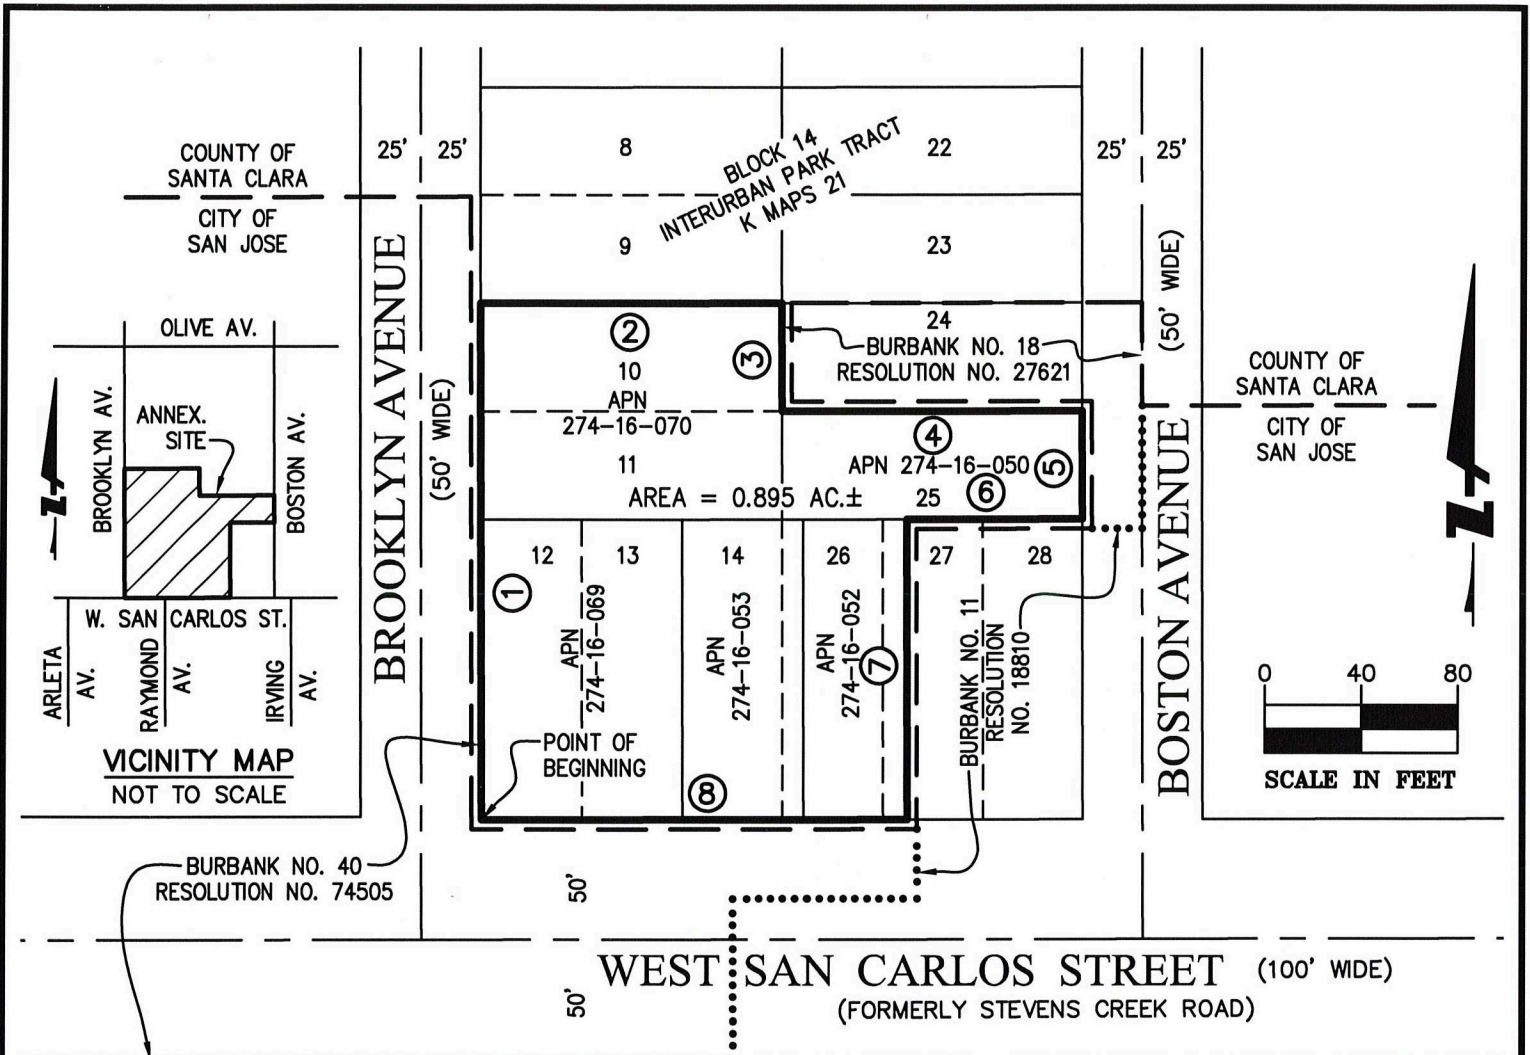 COUNTY OF
SANTA CLARA
CITY OF
SAN JOSE
25'
25'
8
22
25'
25'
BLOCK 14
INTERURBAN PARK TRACT
K MAPS 21
9
23
BROOKLYN AVENUE
(50' WIDE)
(50' WIDE)
BOSTON AVENUE
OLIVE AV.
BROOKLYN AV.
ANNEX.
SITE
BOSTON AV.
W. SAN CARLOS ST.
ARLETA
AV.
RAYMOND
AV.
IRVING
AV.
VICINITY MAP
NOT TO SCALE
2
3
10
APN
274-16-070
24
BURBANK NO. 18
RESOLUTION NO. 27621
COUNTY OF
SANTA CLARA
CITY OF
SAN JOSE
4
11
APN 274-16-050
5
6
AREA = 0.895 AC.±
25
12
13
14
26
27
28
1
APN
274-16-069
APN
274-16-053
APN
274-16-052
7
BURBANK NO. 11
RESOLUTION
NO. 18810
POINT OF
BEGINNING
8
0
40
80
SCALE IN FEET
BURBANK NO. 40
RESOLUTION NO. 74505
50'
50'
WEST SAN CARLOS STREET (100' WIDE)
(FORMERLY STEVENS CREEK ROAD)
Z
Z